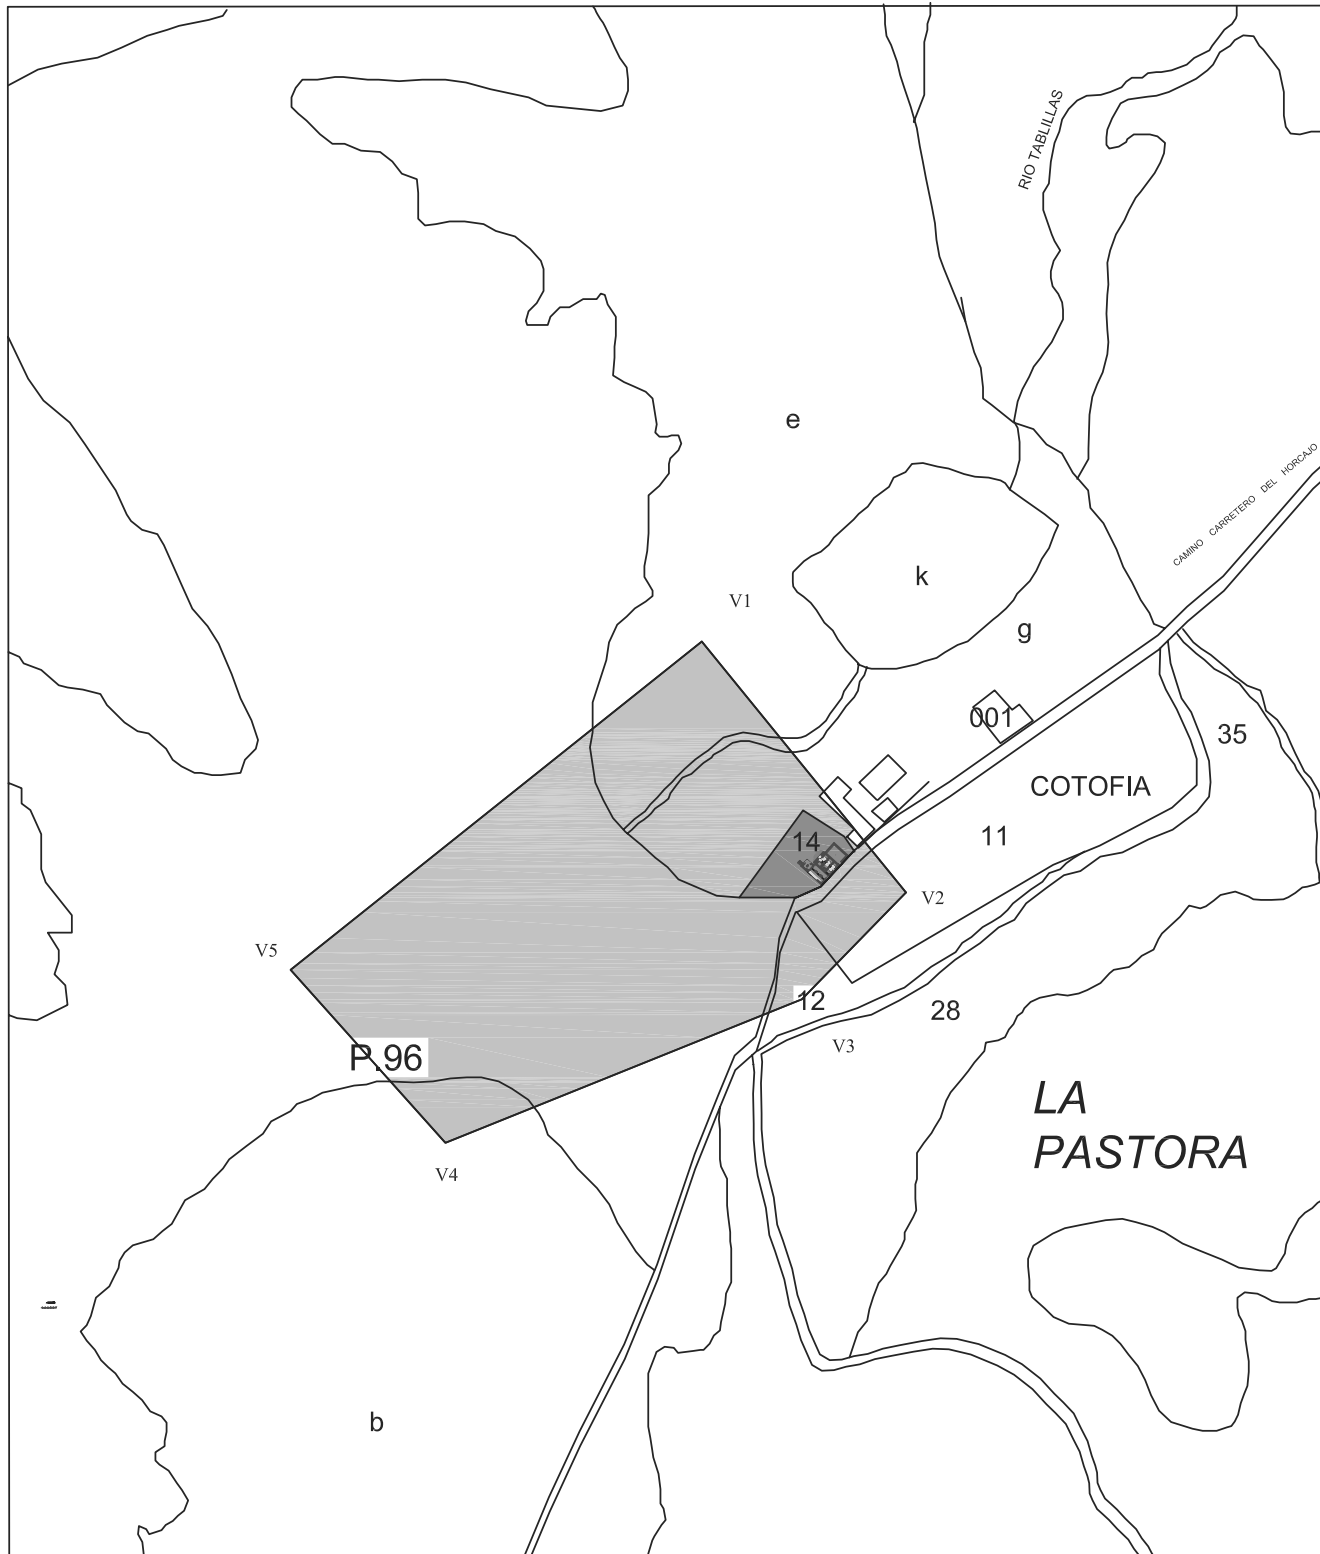 RIO TABLILLAS
e
CAMINO CARRETERO DEL HORCAJO
k
V1
g
001
35
COTOFIA
11
14
V2
V5
12
28
V3
P.96
LA
PASTORA
V4
b